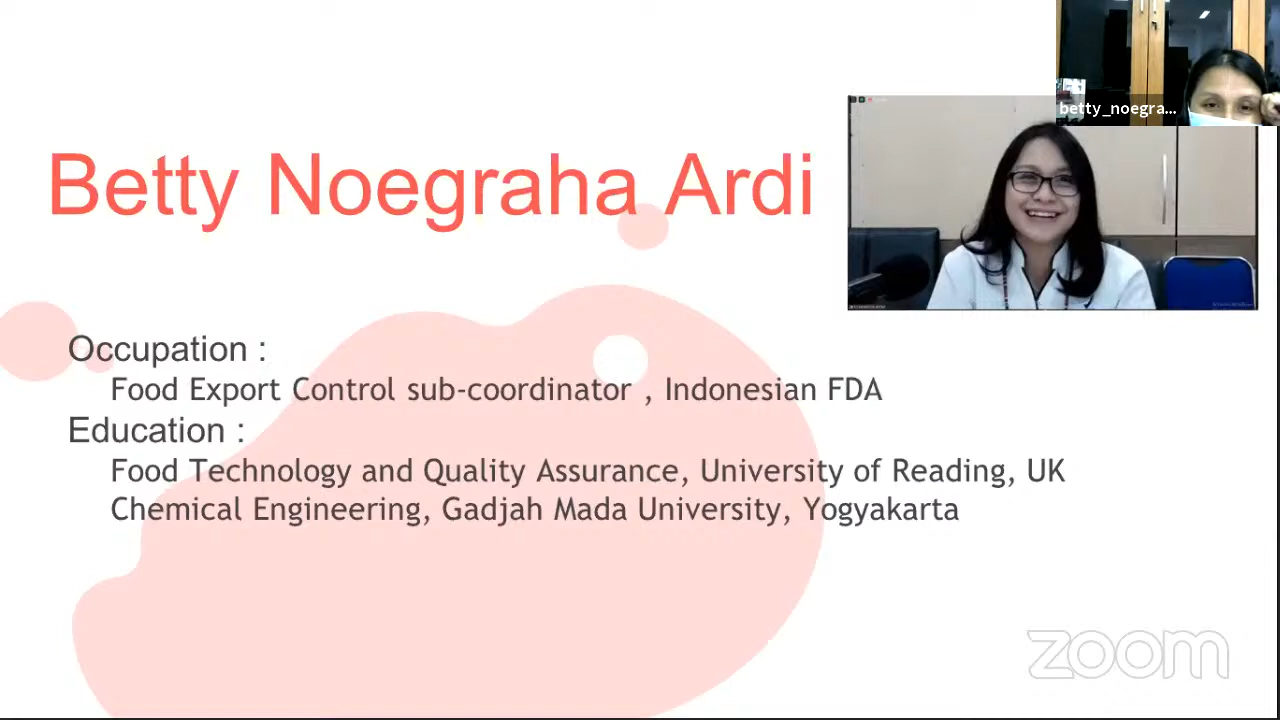 betty_noegra...
Betty Noegraha Ardi
Occupation :
Food Export Control sub-coordinator , Indonesian FDA
Education :
Food Technology and Quality Assurance, University of Reading, UK
Chemical Engineering, Gadjah Mada University, Yogyakarta
zoom